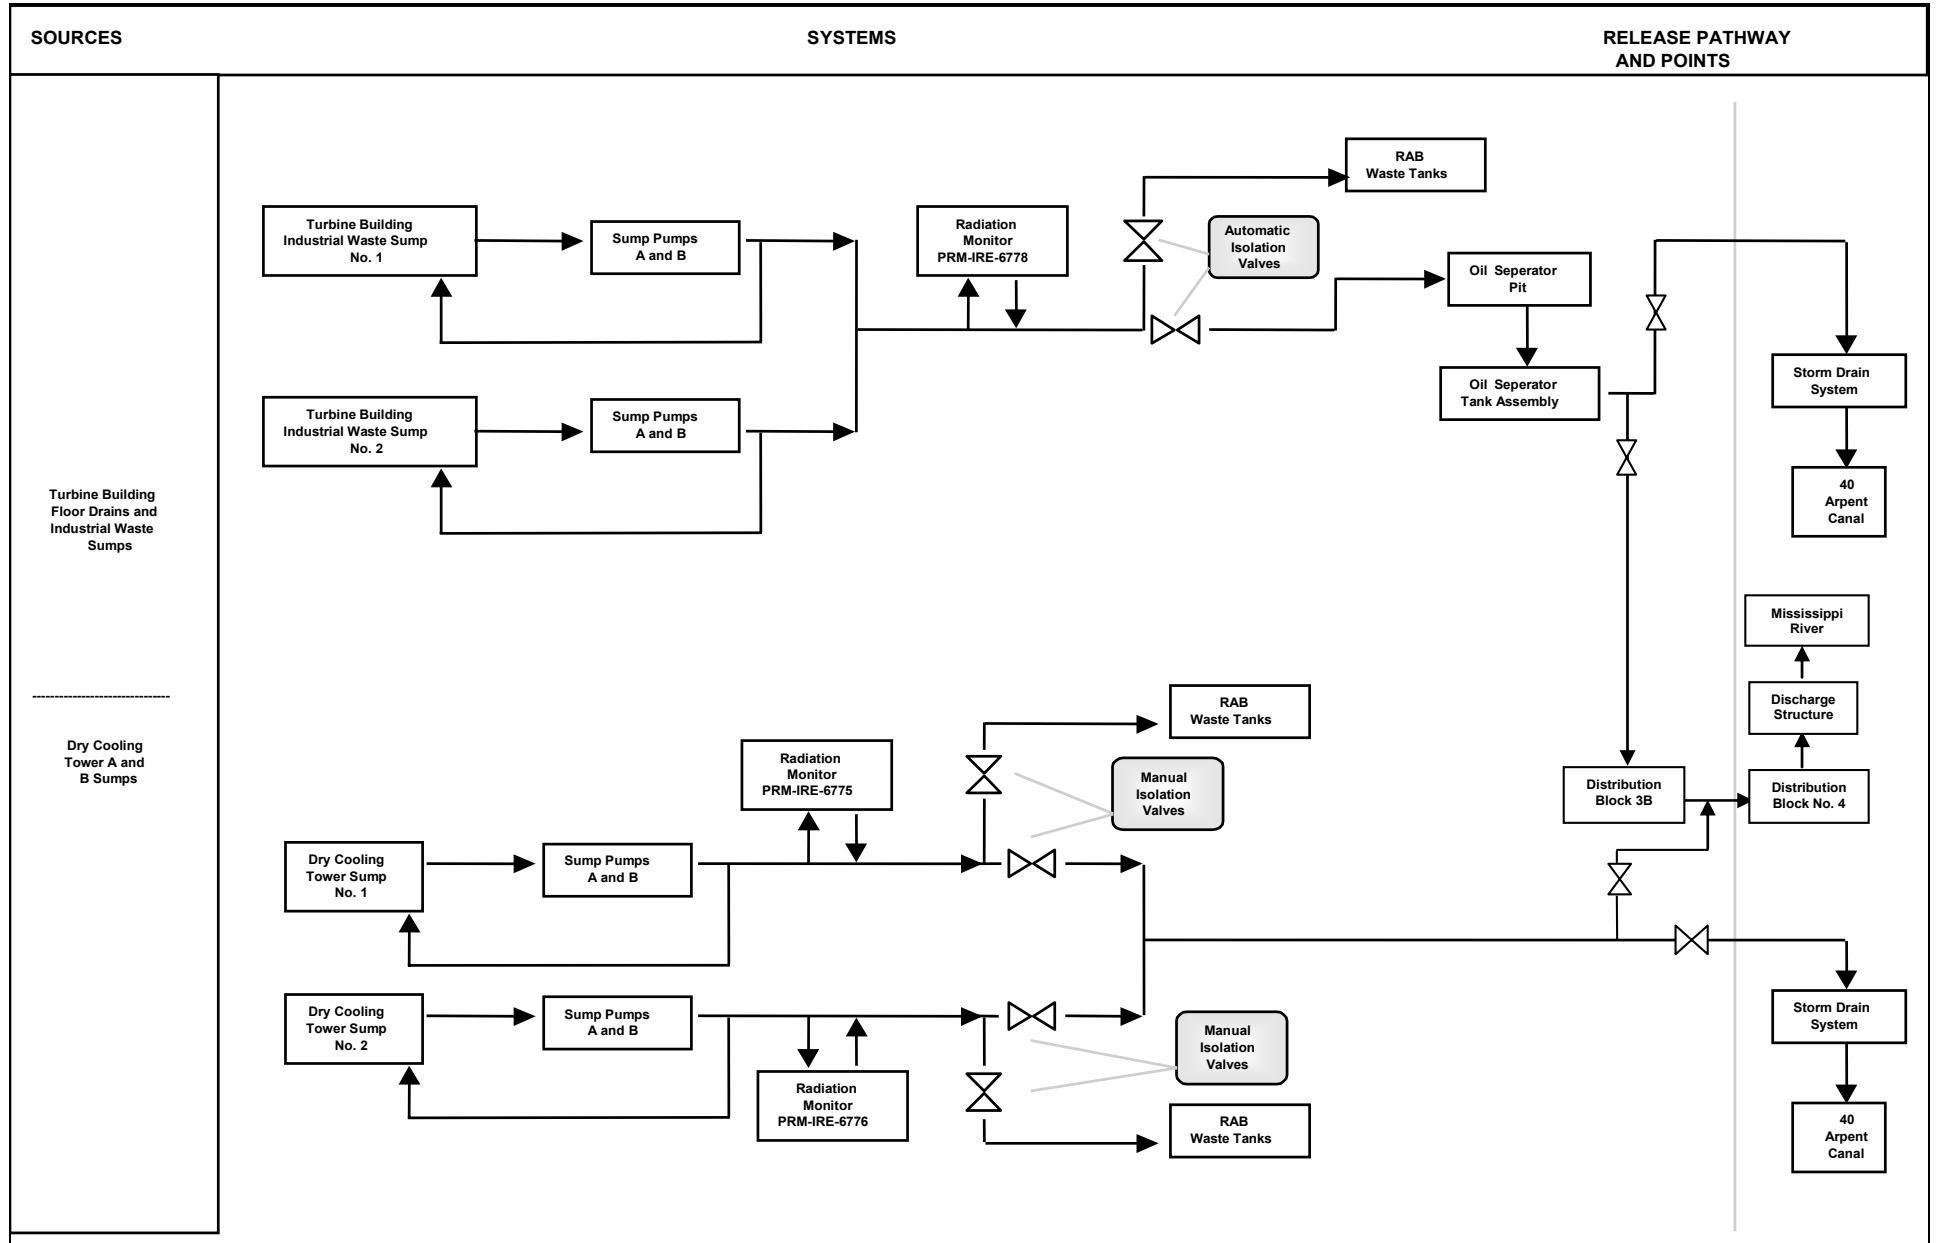 SOURCES
SYSTEMS
RELEASE PATHWAY
AND POINTS
Turbine Building
Floor Drains and
Industrial Waste
Sumps
-------------------------------
Dry Cooling
Tower A and
B Sumps
Turbine Building
Industrial Waste Sump
No. 1
Sump Pumps
A and B
Radiation
Monitor
PRM-IRE-6778
RAB
Waste Tanks
Automatic
Isolation
Valves
Oil Seperator
Pit
Oil Seperator
Tank Assembly
Storm Drain
System
40
Arpent
Canal
Turbine Building
Industrial Waste Sump
No. 2
Sump Pumps
A and B
Mississippi
River
Discharge
Structure
Distribution
Block 3B
Distribution
Block No. 4
RAB
Waste Tanks
Radiation
Monitor
PRM-IRE-6775
Manual
Isolation
Valves
Dry Cooling
Tower Sump
No. 1
Sump Pumps
A and B
Dry Cooling
Tower Sump
No. 2
Sump Pumps
A and B
Radiation
Monitor
PRM-IRE-6776
Manual
Isolation
Valves
RAB
Waste Tanks
Storm Drain
System
40
Arpent
Canal